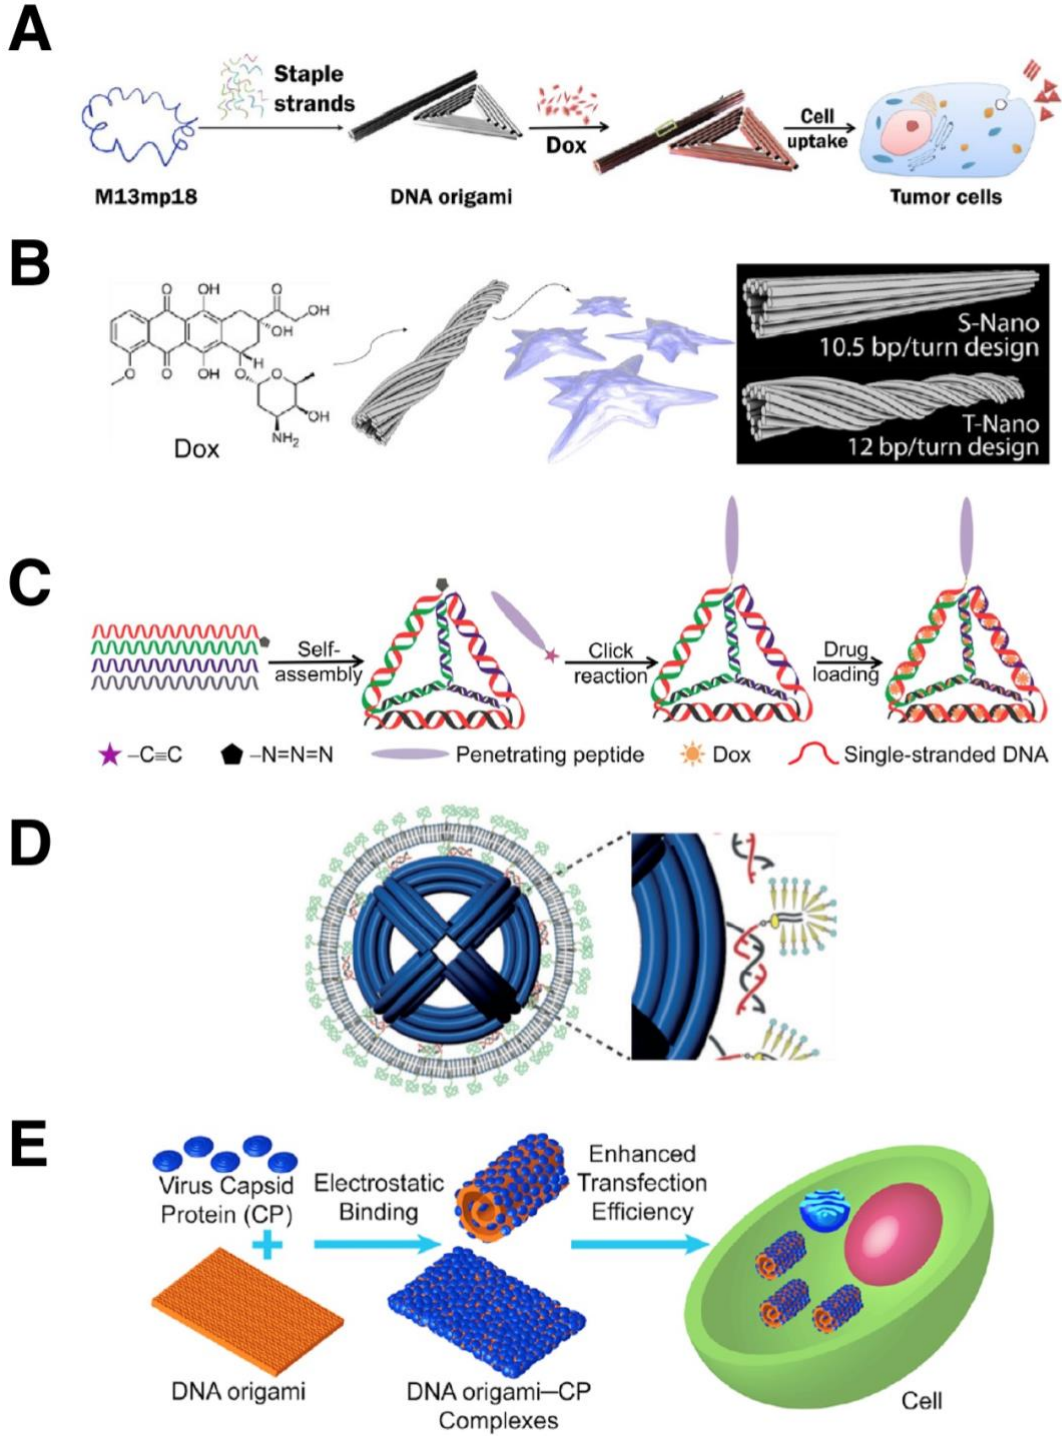 A
Staple
strands
Dox
Cell
uptake
M13mp18
DNA origami
Tumor cells
B
O
OH
O
OH
OH
O
O
OH
H
O
O
OH
NH2
Dox
S-Nano
10.5 bp/turn design
T-Nano
12 bp/turn design
C
Self-
assembly
Click
reaction
Drug
loading
–C≡C
–N=N=N
Penetrating peptide
Dox
Single-stranded DNA
D
E
Virus Capsid
Protein (CP)
+
DNA origami
Electrostatic
Binding
DNA origami—CP
Complexes
Enhanced
Transfection
Efficiency
Cell